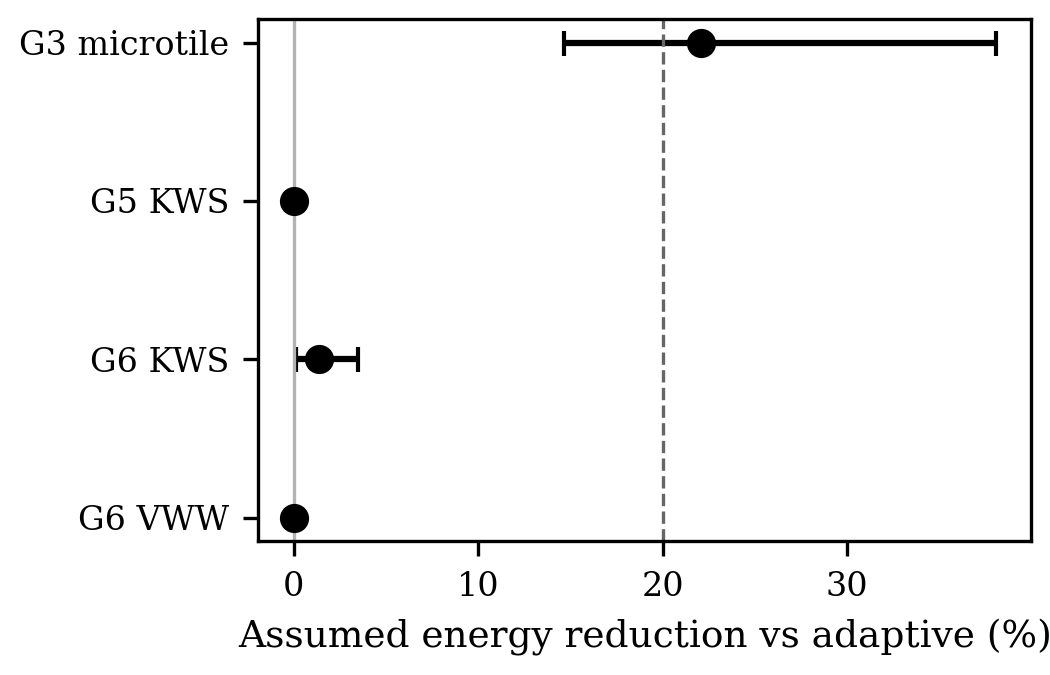 G3 microtile
G5 KWS
G6 KWS
G6 VWW
0 10 20 30
Assumed energy reduction vs adaptive (%)